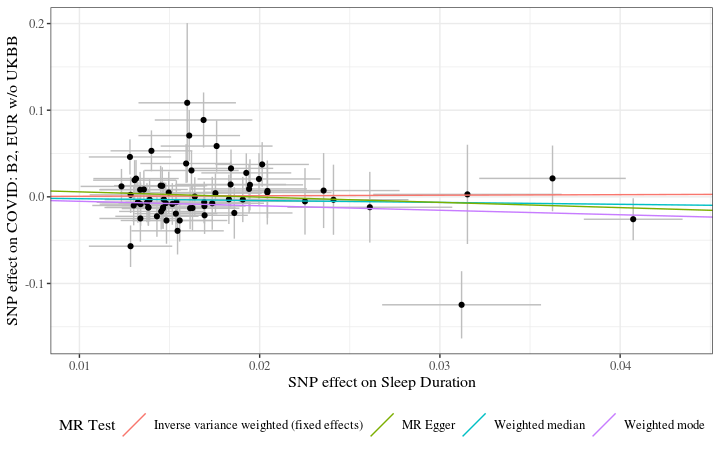 0.2
0.1
0.0
-0.1
SNP effect on COVID: B2, EUR w/o UKBB
0.01 0.02 0.03 0.04
SNP effect on Sleep Duration
MR Test Inverse variance weighted (fixed effects) MR Egger Weighted median Weighted mode